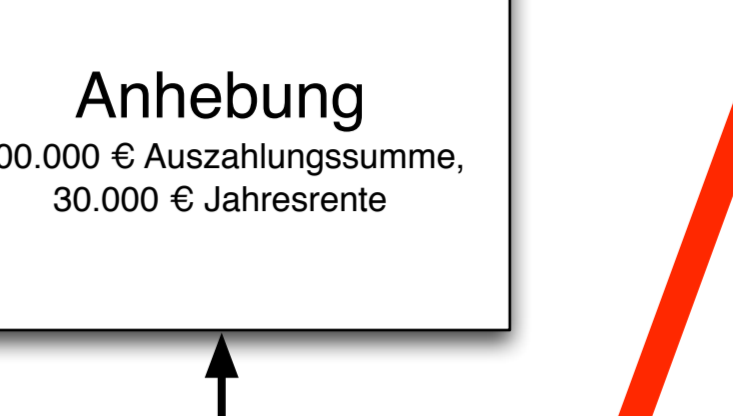 Anhebung
00.000 € Auszahlungssumme,
30.000 € Jahresrente